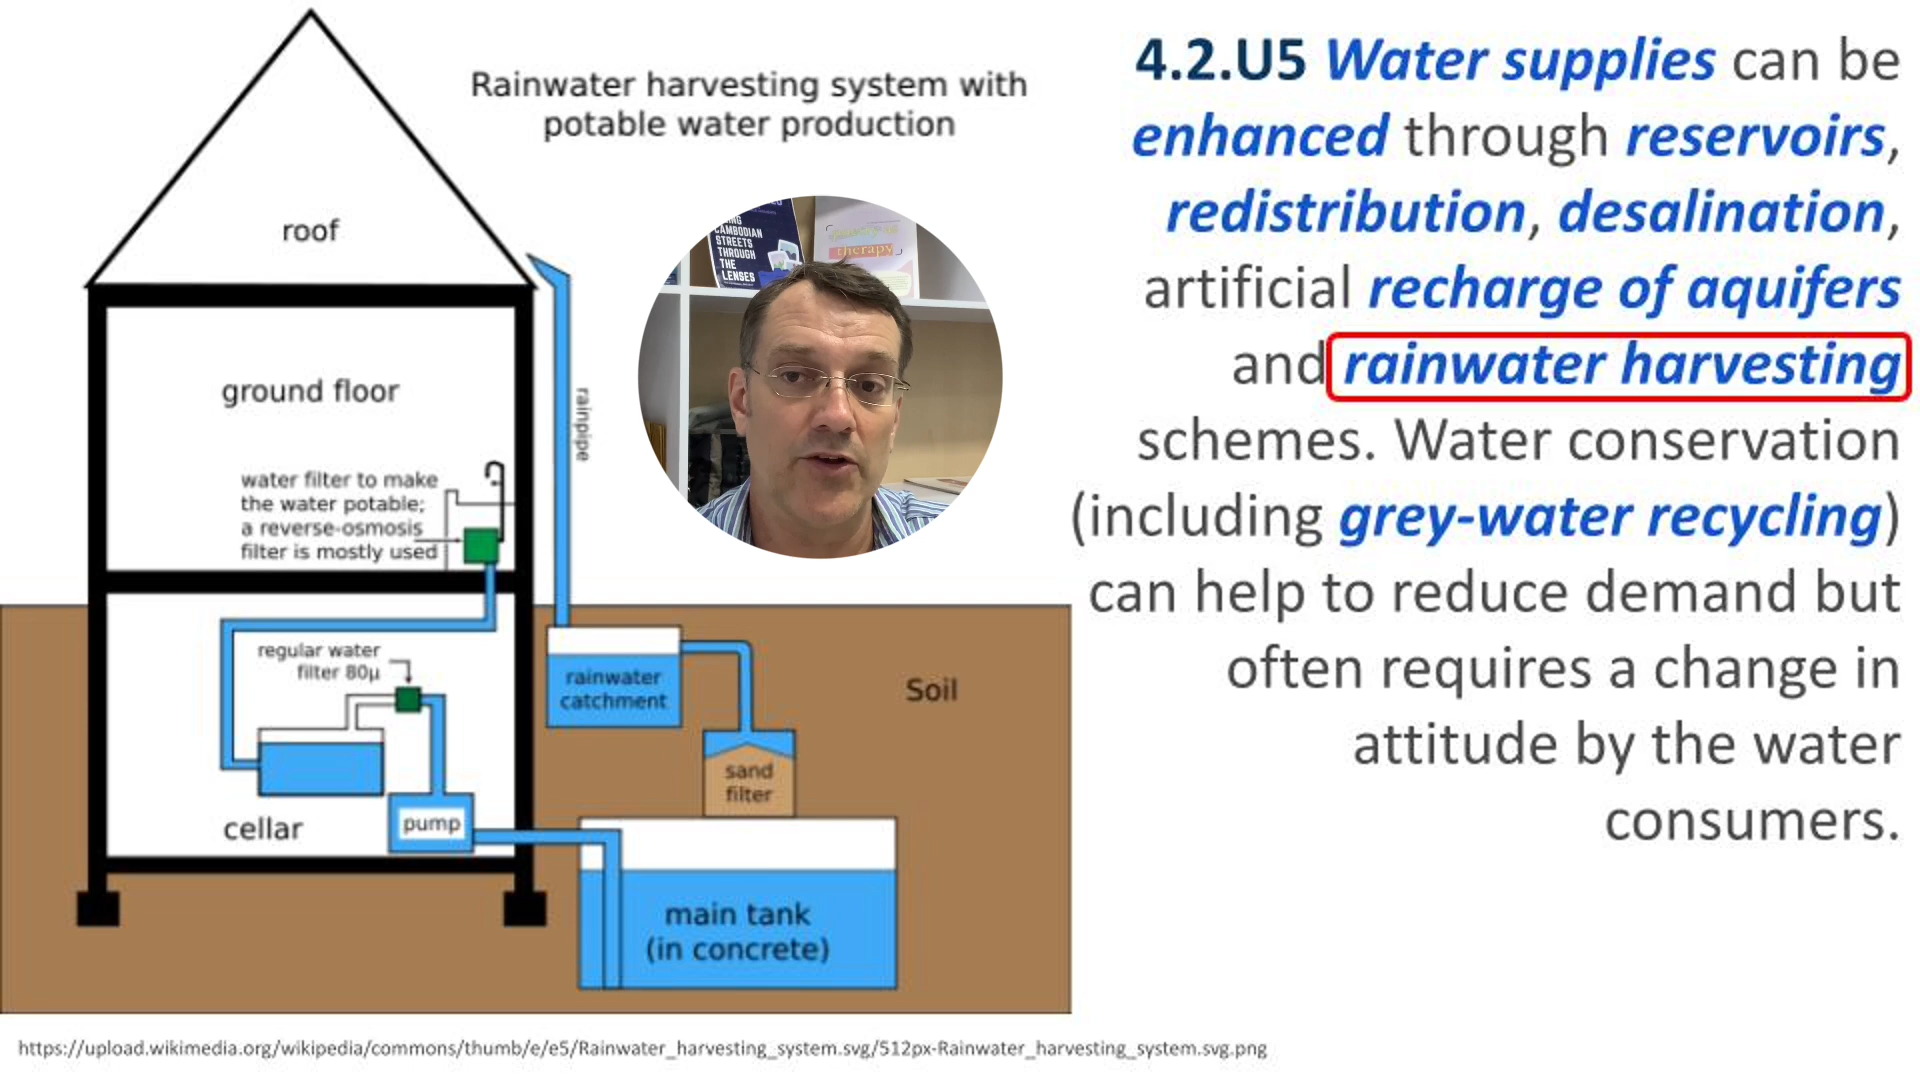 Rainwater harvesting system with
potable water production
roof
ground floor
rainpipe
water filter to make
the water potable;
a reverse-osmosis
filter is mostly used
regular water
filter 80µ
rainwater
catchment
Soil
sand
filter
cellar
pump
main tank
(in concrete)
CAMBODIAN
STREETS
THROUGH
THE
LENSES
therapy
4.2.U5 Water supplies can be
enhanced through reservoirs,
redistribution, desalination,
artificial recharge of aquifers
and rainwater harvesting
schemes. Water conservation
(including grey-water recycling)
can help to reduce demand but
often requires a change in
attitude by the water
consumers.
https://upload.wikimedia.org/wikipedia/commons/thumb/e/e5/Rainwater_harvesting_system.svg/512px-Rainwater_harvesting_system.svg.png